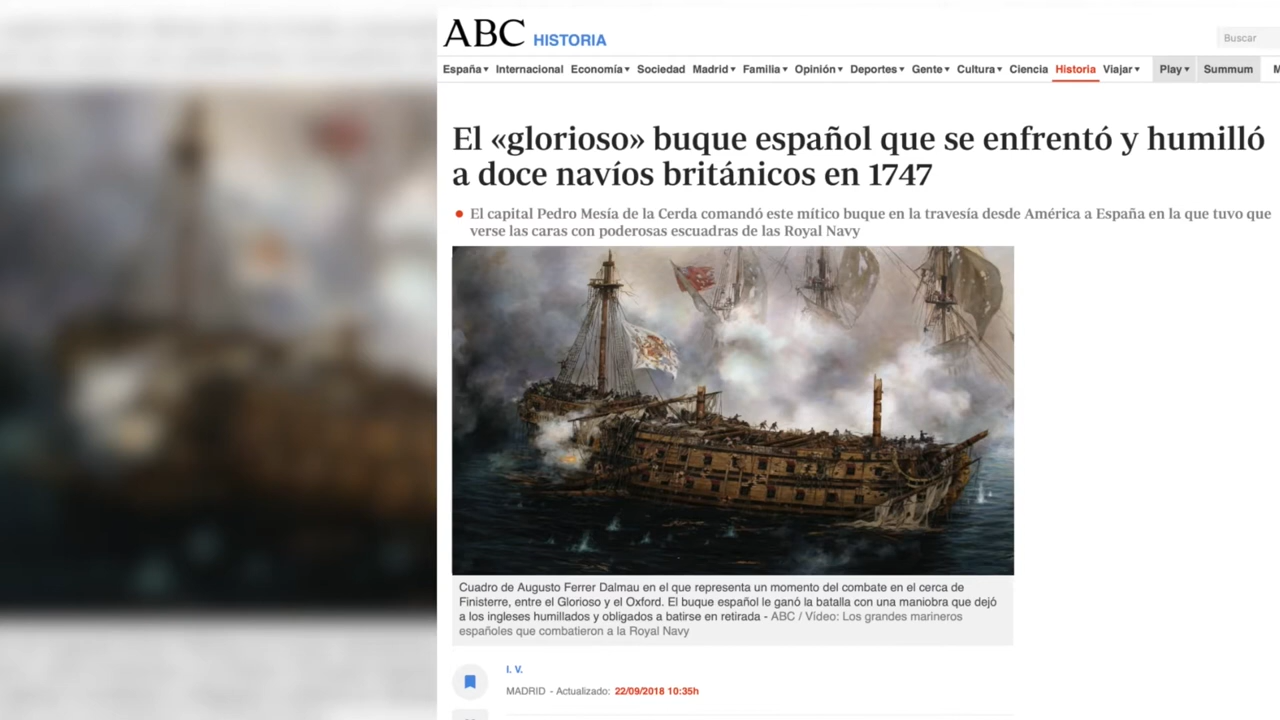 ABC HISTORIA
Buscar
España Internacional Economía Sociedad Madrid Familia Opinión Deportes Gente Cultura Ciencia Historia Viajar Play Summum M
El «glorioso» buque español que se enfrentó y humilló
a doce navíos británicos en 1747
El capital Pedro Mesía de la Cerda comandó este mítico buque en la travesía desde América a España en la que tuvo que
verse las caras con poderosas escuadras de las Royal Navy
Cuadro de Augusto Ferrer Dalmau en el que representa un momento del combate en el cerca de
Finisterre, entre el Glorioso y el Oxford. El buque español le ganó la batalla con una maniobra que dejó
a los ingleses humillados y obligados a batirse en retirada - ABC / Video: Los grandes marineros
españoles que combatieron a la Royal Navy
I. V.
MADRID - Actualizado: 22/09/2018 10:35h